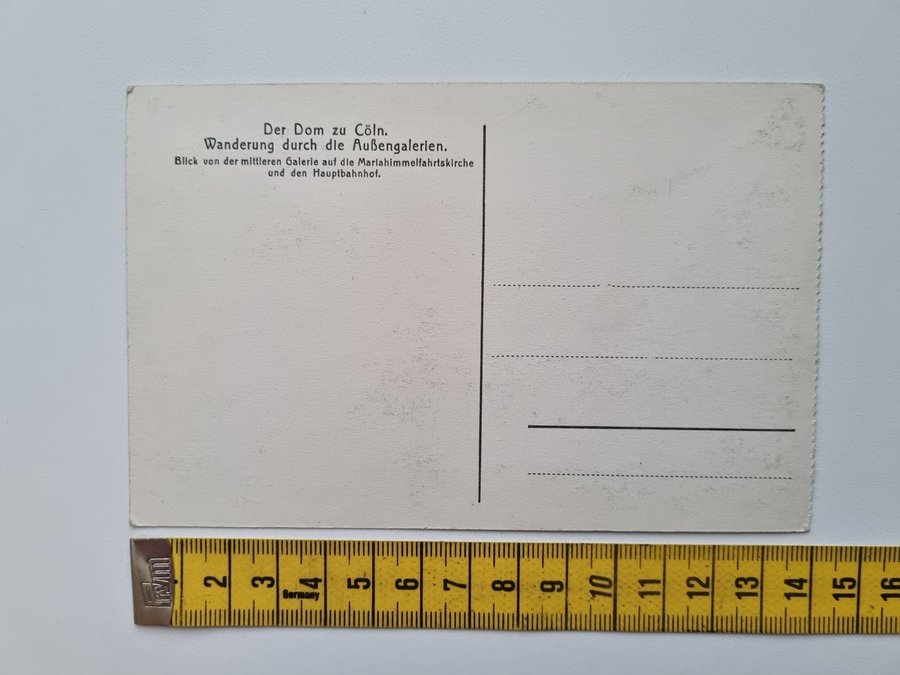 Der Dom zu Cöln.
Wanderung durch die Außengalerien.
Blick von der mittleren Galerie auf die Mariahimmelfahrtskirche
und den Hauptbahnhof.
Prym 2 3 4 5 6 7 8 9 10 11 12 13 14 15 16
Germany